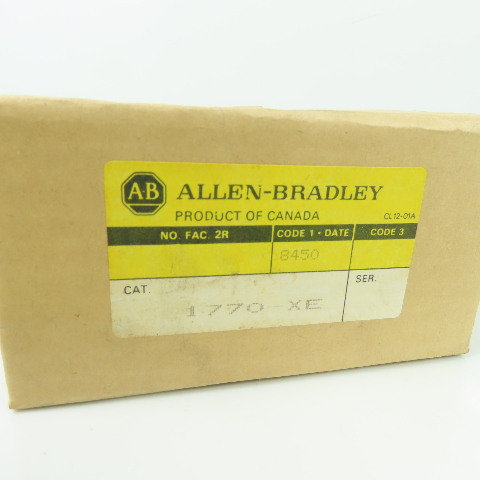 A-B ALLEN-BRADLEY
PRODUCT OF CANADA CL12-01A
NO. FAC. 2R CODE 1 • DATE CODE 3
8450
CAT. SER.
1770-XE